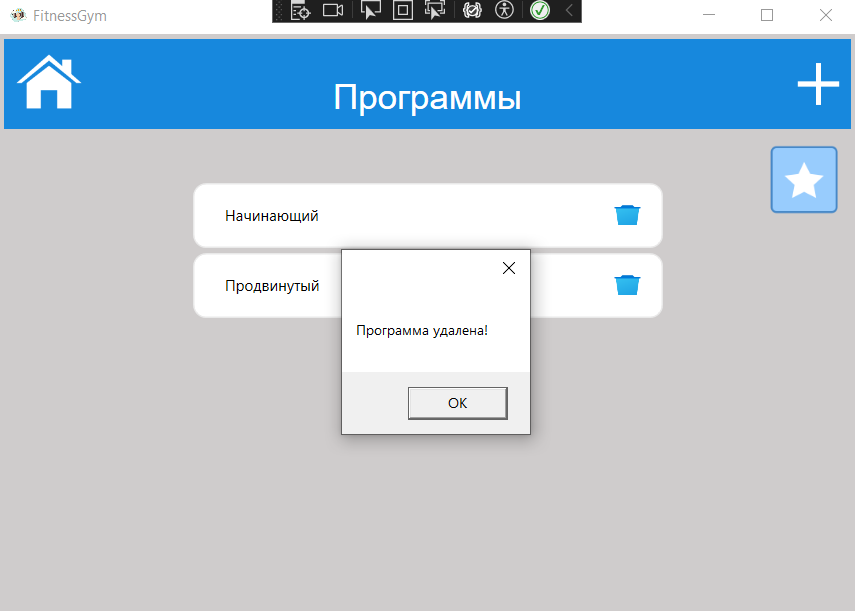 FitnessGym
Программы
Начинающий
Продвинутый
Программа удалена!
OK